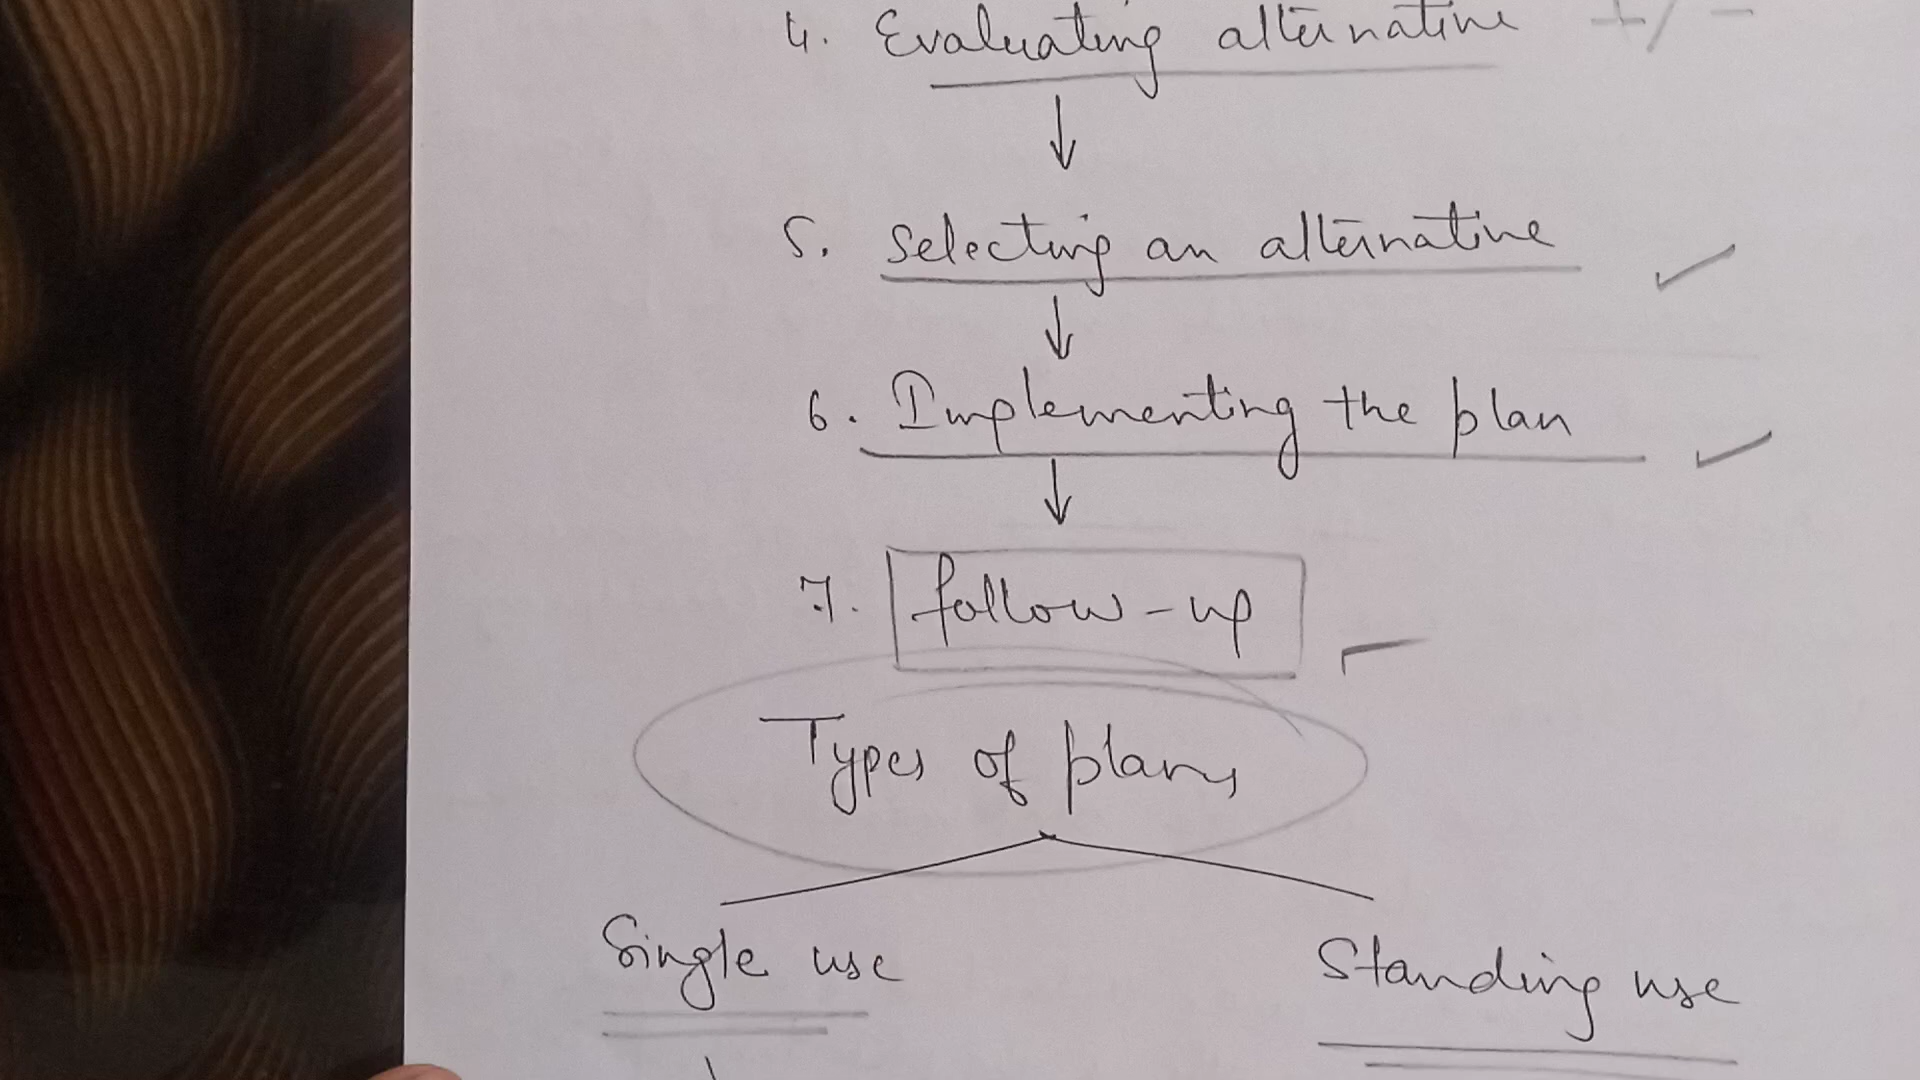 4. Evaluating alternative +/-
5. Selecting an alternative
6. Implementing the plan
7. follow-up
Types of plans
Single use
Standing use